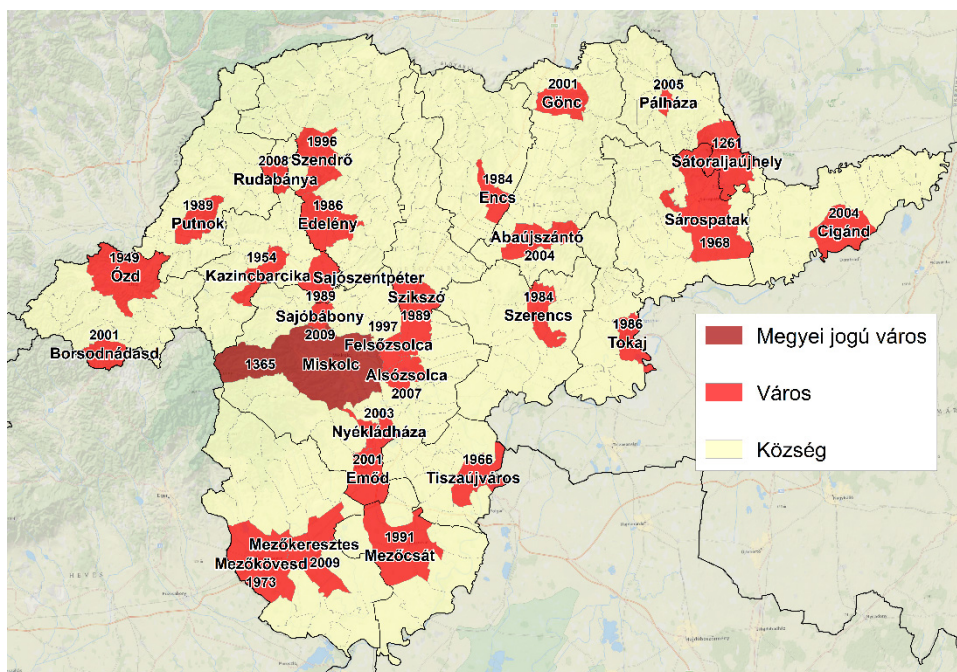 2001
Gönc
2005
Pálháza
1996
Szendrő
2008
Rudabánya
1261
Sátoraljaújhely
1984
Encs
1989
Putnok
1986
Edelény
Sárospatak
1968
2004
Cigánd
Abaújszántó
2004
1949
Ózd
1954
Kazincbarcika
Sajószentpéter
1989
Szikszó
1989
1984
Szerencs
Sajóbábony
2009
1986
Tokaj
2001
Borsodnádasd
1997
Felsőzsolca
1365
Miskolc
Alsózsolca
2007
2003
Nyékládháza
2001
Emőd
1966
Tiszaújváros
Mezőkeresztes
2009
Mezőkövesd
1973
1991
Mezőcsát
HEVES
Megyei jogú város
Város
Község